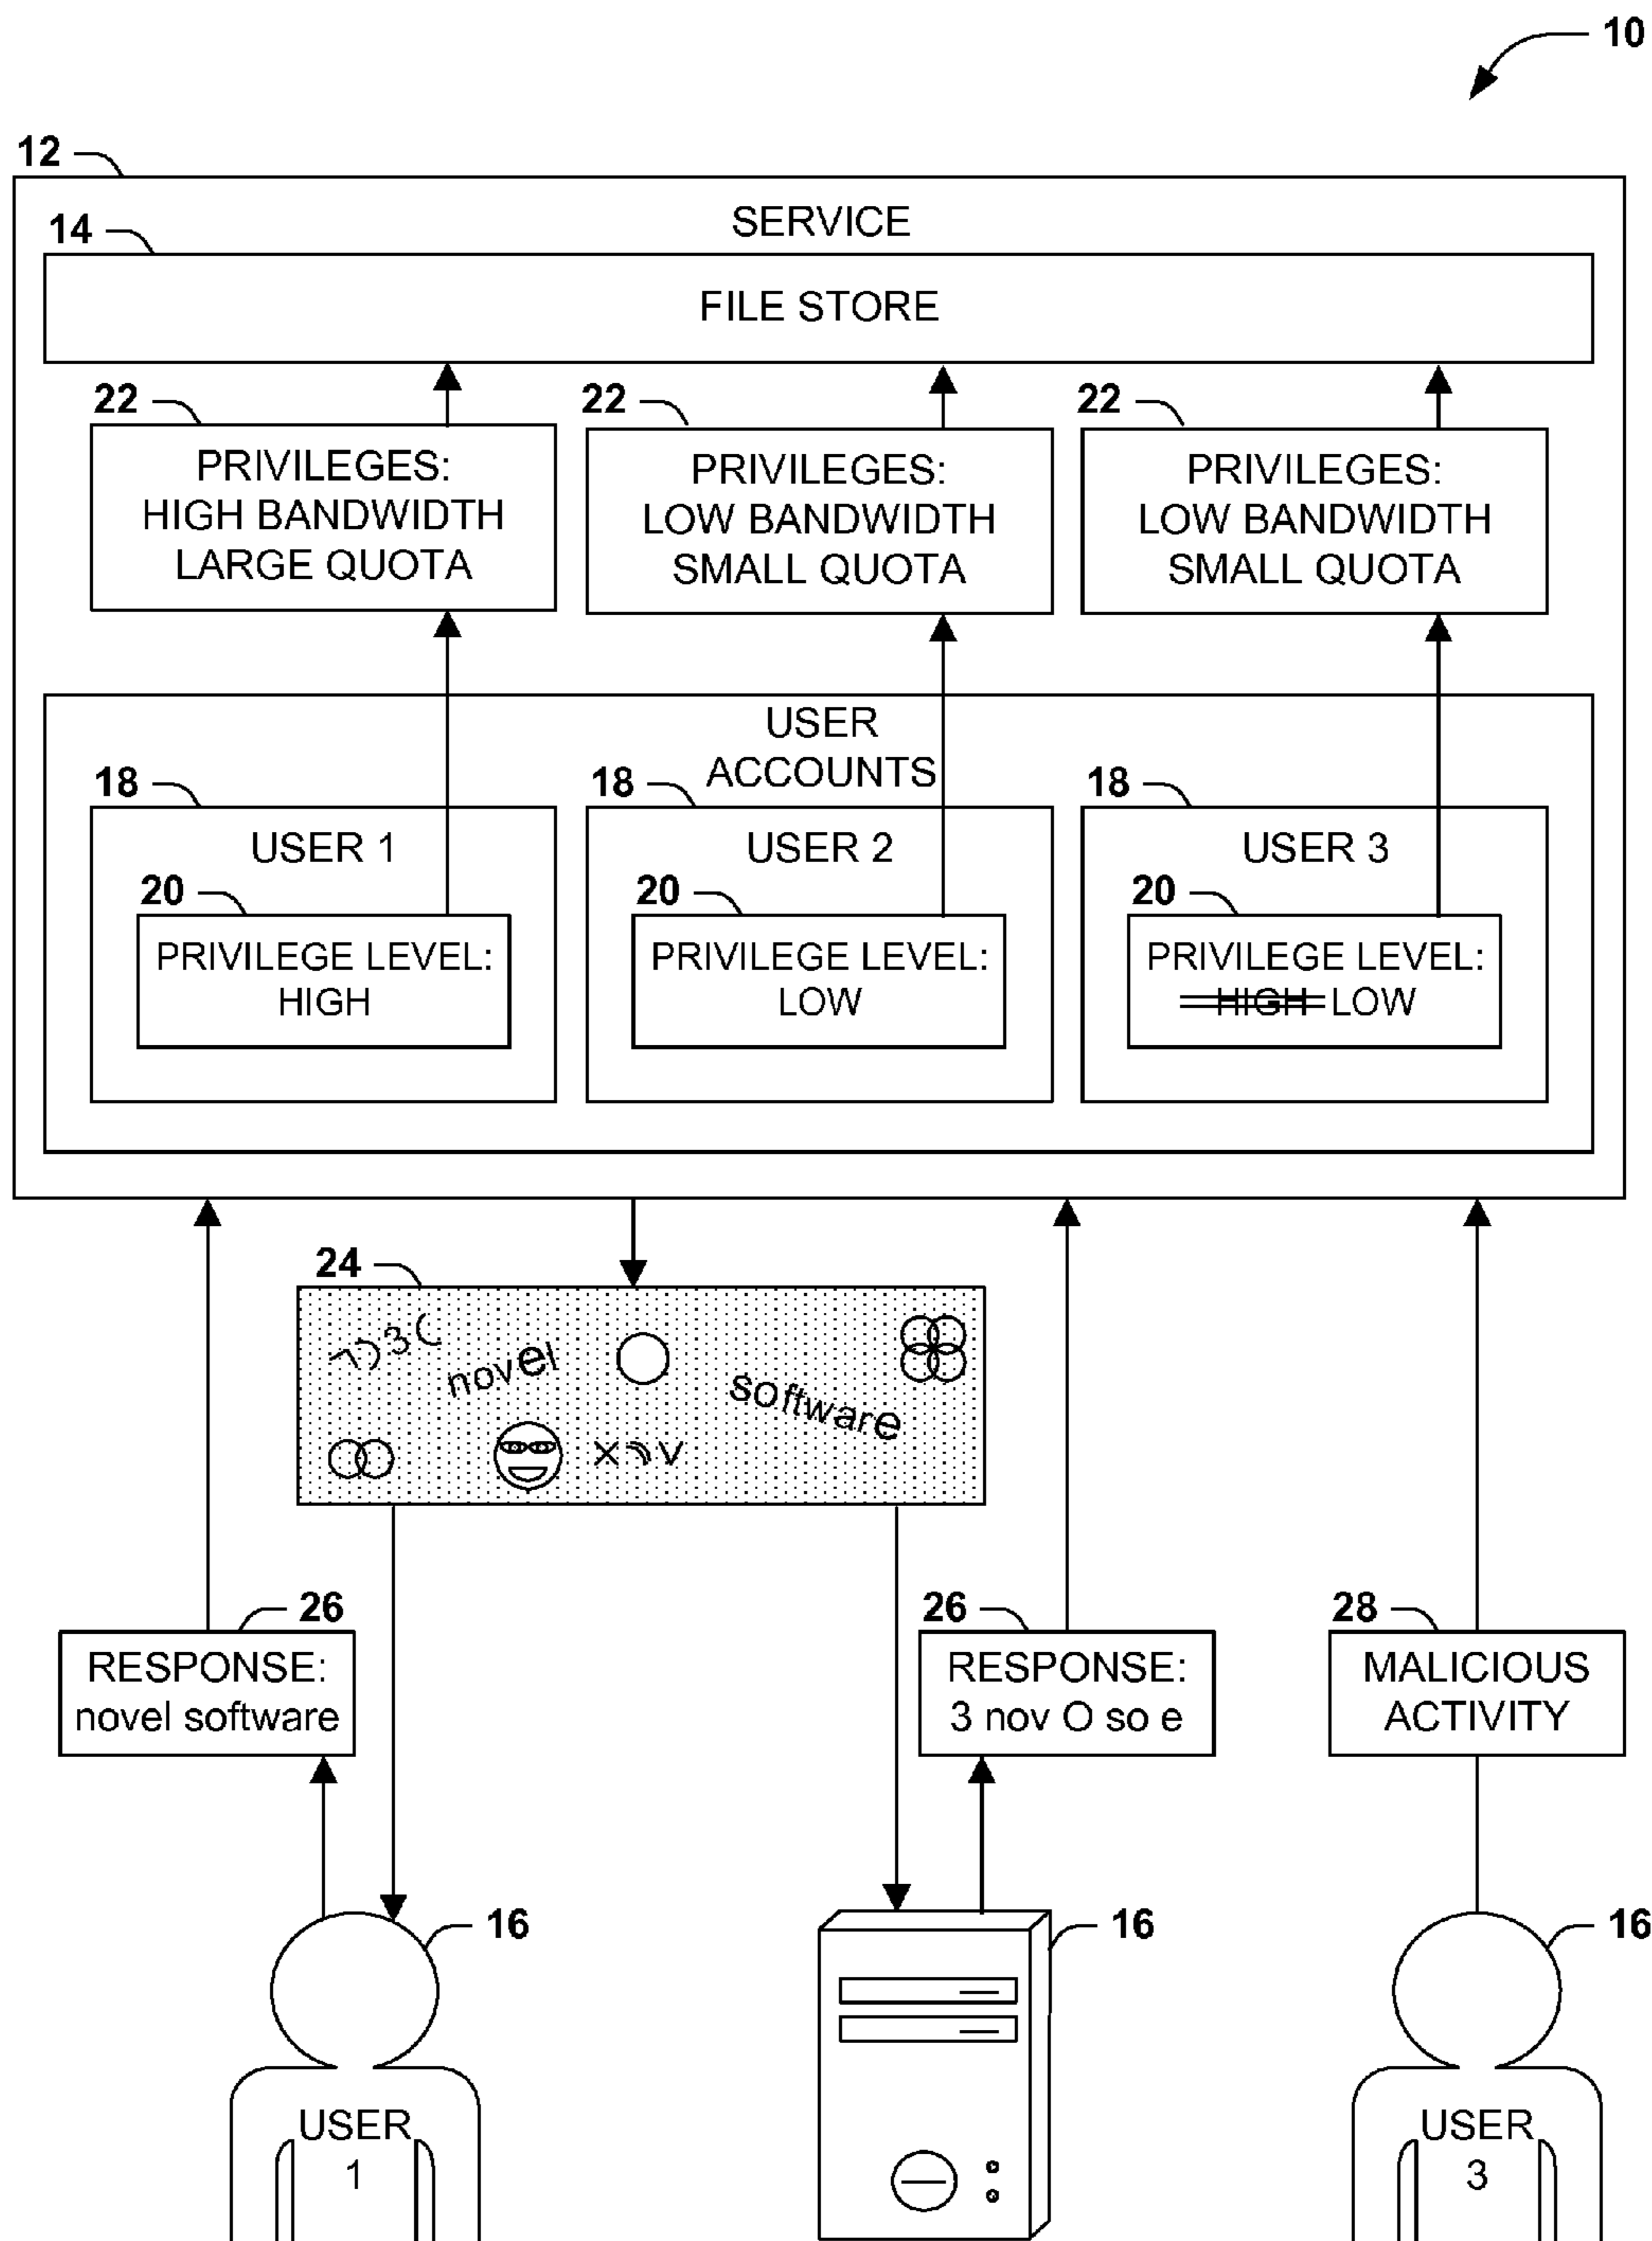 10
12
SERVICE
14
FILE STORE
22
PRIVILEGES:
HIGH BANDWIDTH
LARGE QUOTA
22
PRIVILEGES:
LOW BANDWIDTH
SMALL QUOTA
22
PRIVILEGES:
LOW BANDWIDTH
SMALL QUOTA
USER
ACCOUNTS
18
USER 1
20
PRIVILEGE LEVEL:
HIGH
18
USER 2
20
PRIVILEGE LEVEL:
LOW
18
USER 3
20
PRIVILEGE LEVEL:
HIGH LOW
24
3
novel
software
26
RESPONSE:
novel software
26
RESPONSE:
3 nov O so e
28
MALICIOUS
ACTIVITY
16
USER
1
16
16
USER
3